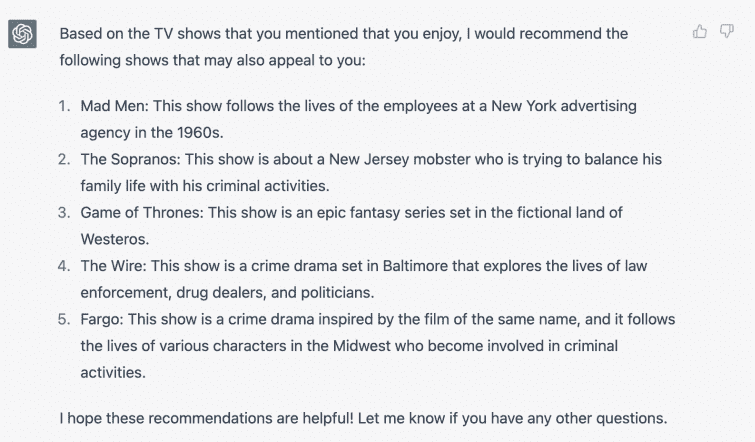 Based on the TV shows that you mentioned that you enjoy, I would recommend the
following shows that may also appeal to you:
1. Mad Men: This show follows the lives of the employees at a New York advertising
agency in the 1960s.
2. The Sopranos: This show is about a New Jersey mobster who is trying to balance his
family life with his criminal activities.
3. Game of Thrones: This show is an epic fantasy series set in the fictional land of
Westeros.
4. The Wire: This show is a crime drama set in Baltimore that explores the lives of law
enforcement, drug dealers, and politicians.
5. Fargo: This show is a crime drama inspired by the film of the same name, and it follows
the lives of various characters in the Midwest who become involved in criminal
activities.
I hope these recommendations are helpful! Let me know if you have any other questions.